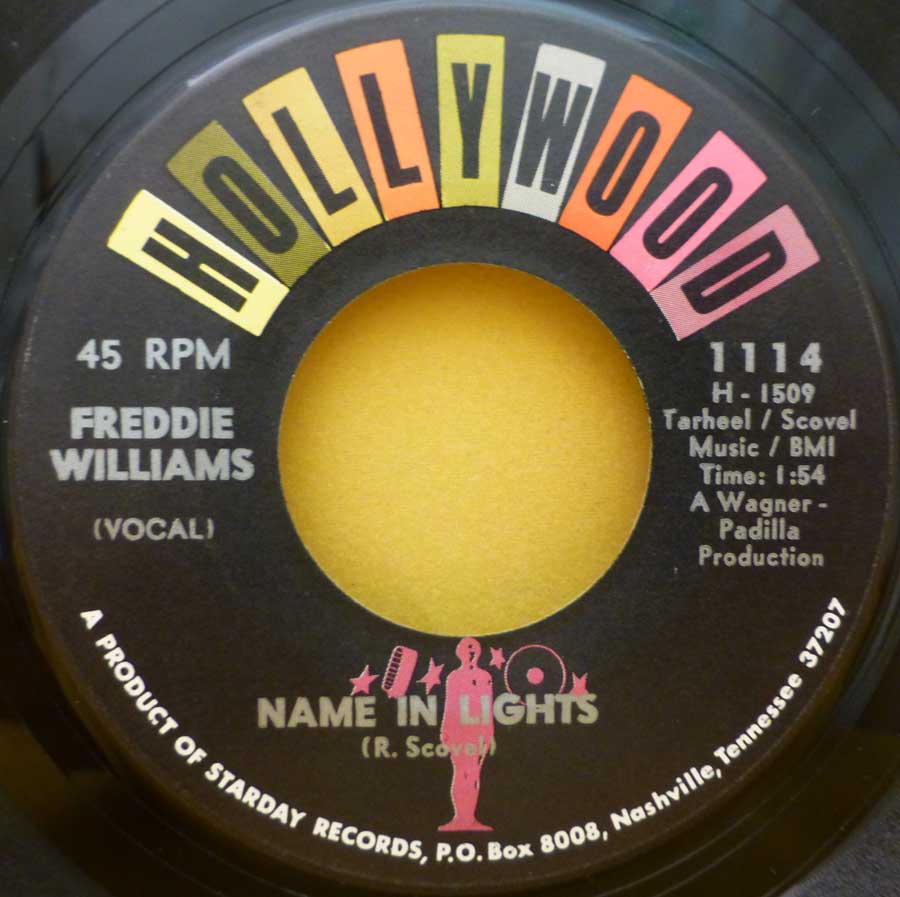 HOLLYWOOD
45 RPM
FREDDIE
WILLIAMS
(VOCAL)
1114
H - 1509
Tarheel / Scovel
Music / BMI
Time: 1:54
A Wagner -
Padilla
Production
NAME IN LIGHTS
(R. Scovel)
A PRODUCT OF STARDAY RECORDS, P.O. Box 8008, Nashville, Tennessee 37207